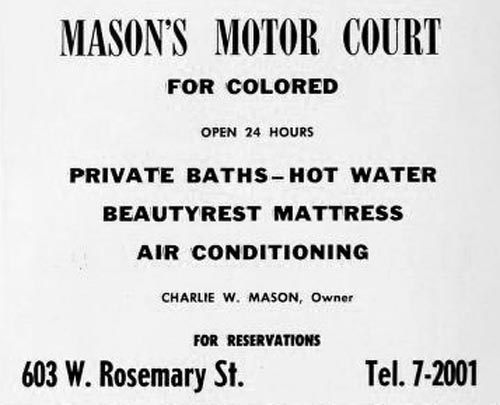 MASON'S MOTOR COURT
FOR COLORED
OPEN 24 HOURS
PRIVATE BATHS–HOT WATER
BEAUTYREST MATTRESS
AIR CONDITIONING
CHARLIE W. MASON, Owner
FOR RESERVATIONS
603 W. Rosemary St. Tel. 7-2001